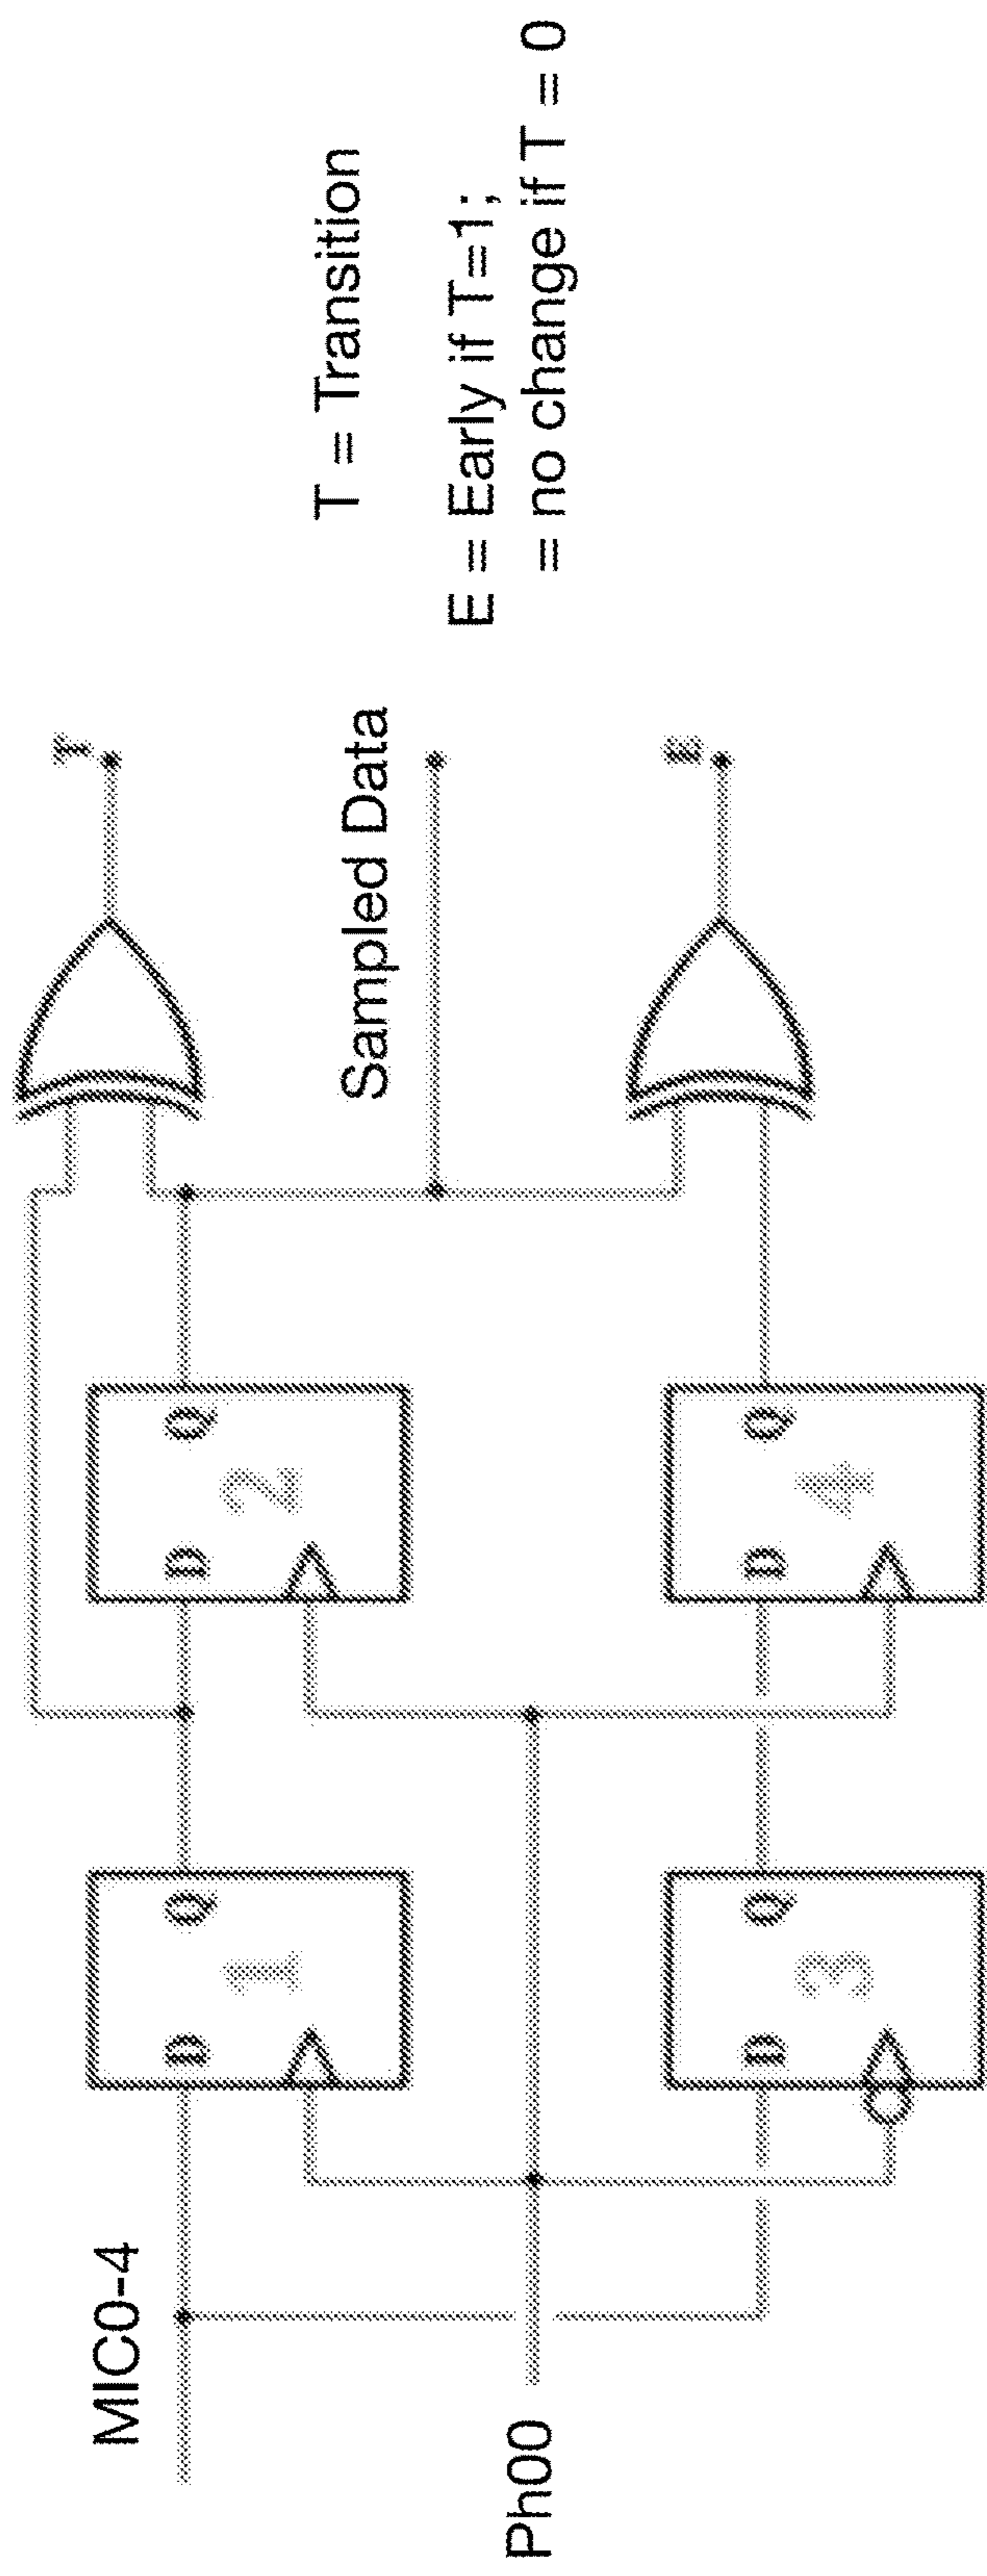 MIC0-4
Ph00
D Q
1
D Q
2
D Q
3
D Q
4
T
Sampled Data
E
T = Transition
E = Early if T=1;
= no change if T = 0